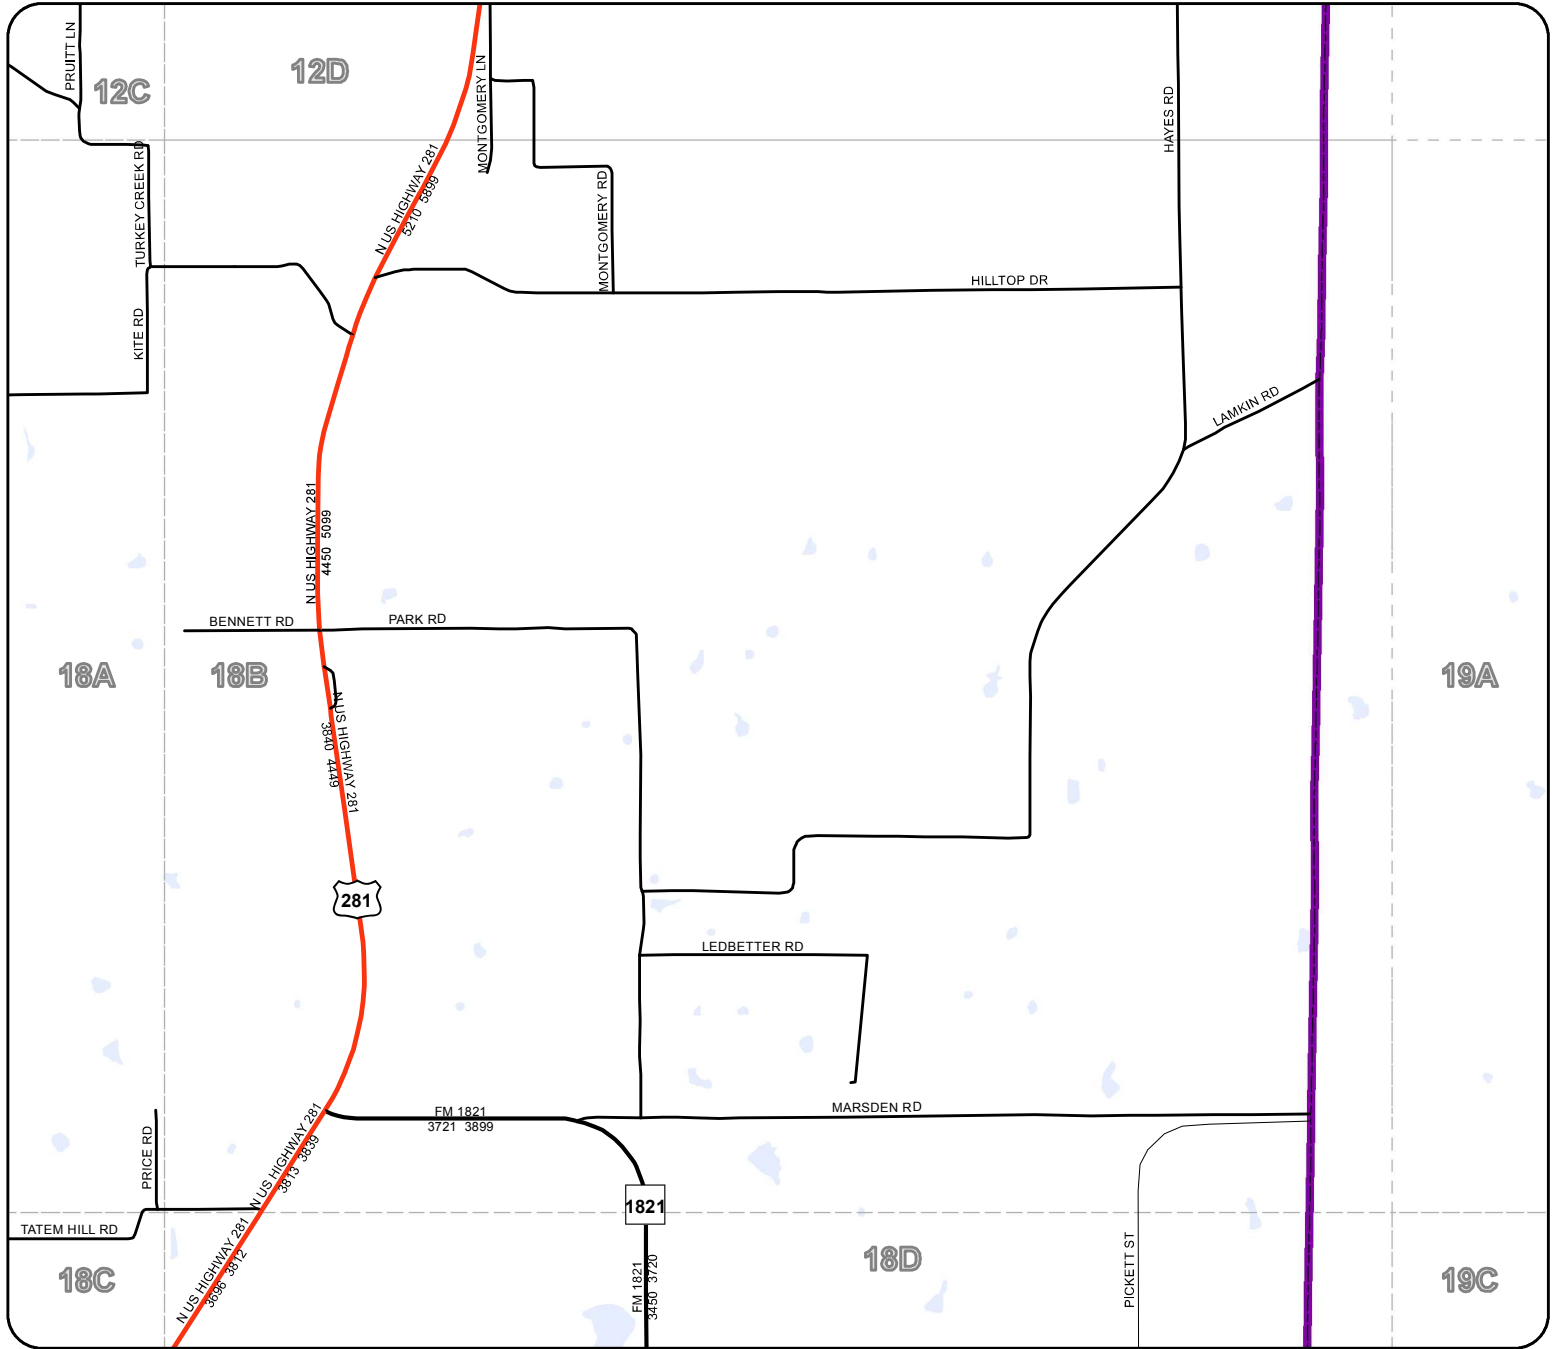 PRUITT LN
12C
12D
MONTGOMERY LN
HAYES RD
TURKEY CREEK RD
N US HIGHWAY 281
5210 5899
MONTGOMERY RD
HILLTOP DR
KITE RD
LAMKIN RD
N US HIGHWAY 281
4450 5099
BENNETT RD
PARK RD
18A
18B
19A
N US HIGHWAY 281
3840 4449
281
LEDBETTER RD
FM 1821
3721 3899
MARSDEN RD
PRICE RD
N US HIGHWAY 281
3813 3839
1821
TATEM HILL RD
N US HIGHWAY 281
3696 3812
18C
FM 1821
3450 3720
18D
PICKETT ST
19C